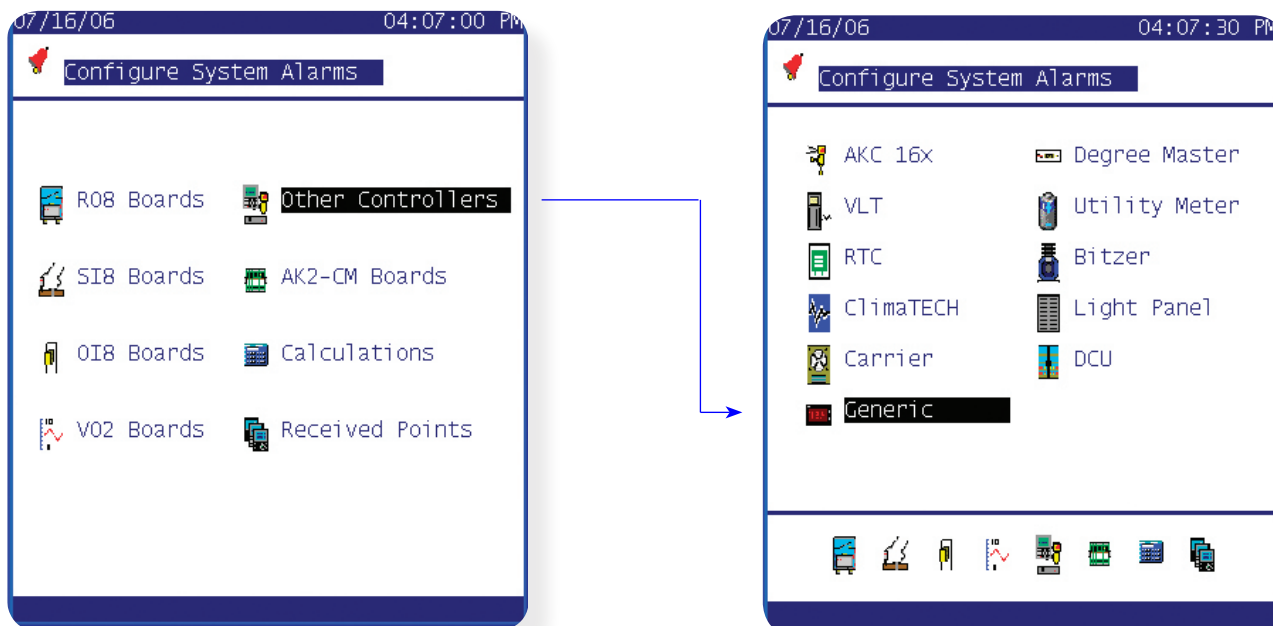 07/16/06 04:07:00 PM
Configure System Alarms
RO8 Boards Other Controllers
SI8 Boards AK2-CM Boards
OI8 Boards Calculations
VO2 Boards Received Points
07/16/06 04:07:30 PM
Configure System Alarms
AKC 16x Degree Master
VLT Utility Meter
RTC Bitzer
ClimaTECH Light Panel
Carrier DCU
Generic